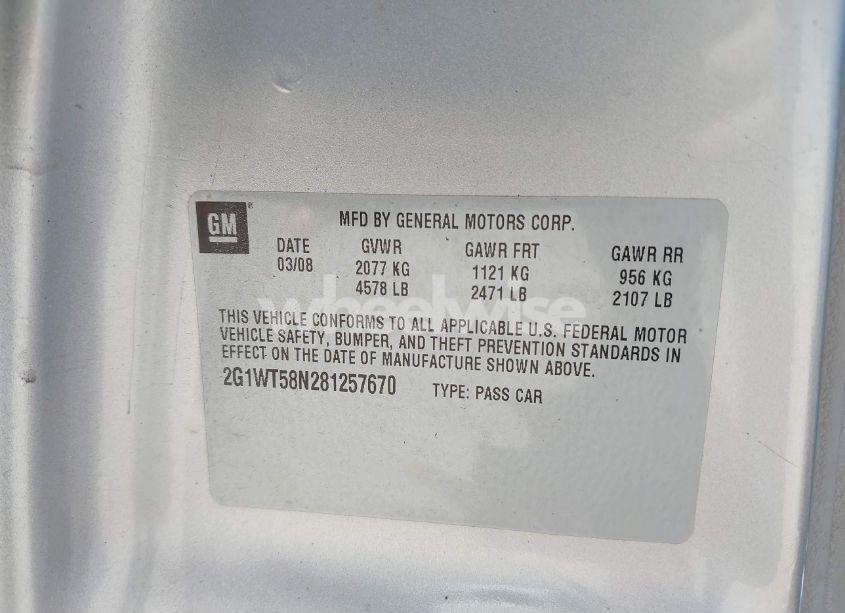 GM ®
MFD BY GENERAL MOTORS CORP.
DATE GVWR GAWR FRT GAWR RR
03/08 2077 KG 1121 KG 956 KG
4578 LB 2471 LB 2107 LB
wheelwise
THIS VEHICLE CONFORMS TO ALL APPLICABLE U.S. FEDERAL MOTOR
VEHICLE SAFETY, BUMPER, AND THEFT PREVENTION STANDARDS IN
EFFECT ON THE DATE OF MANUFACTURE SHOWN ABOVE.
2G1WT58N281257670 TYPE: PASS CAR